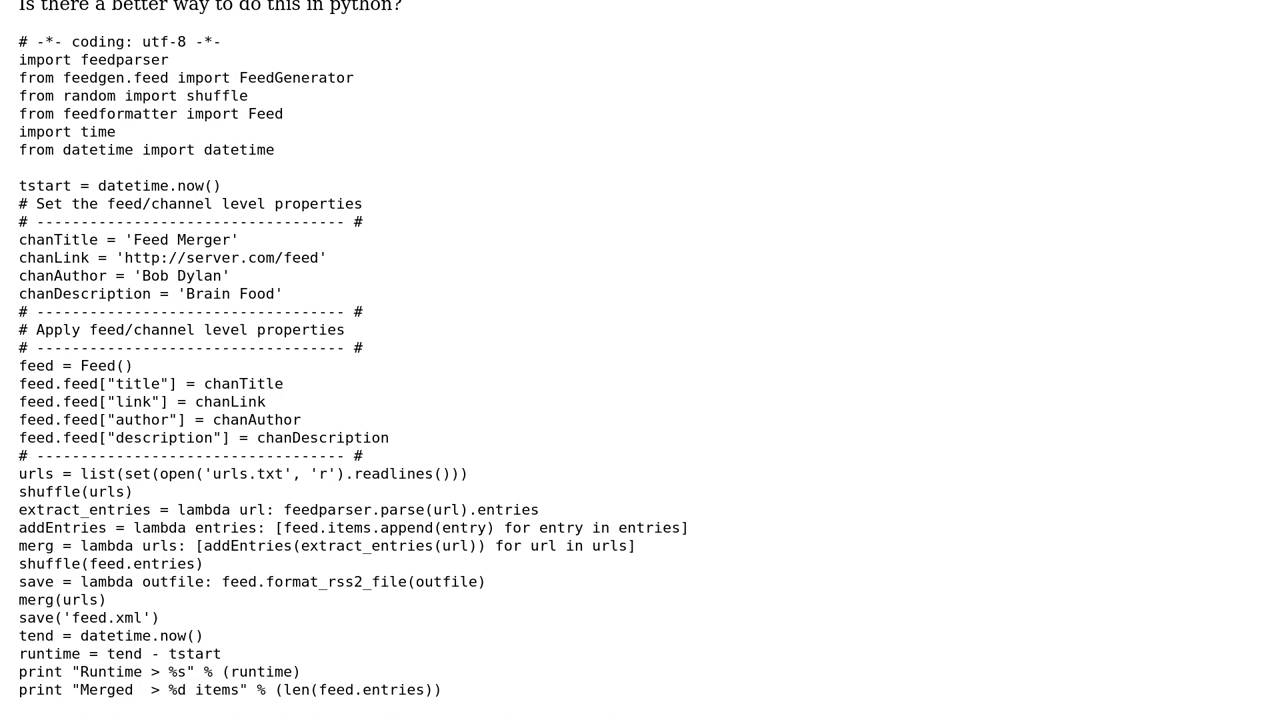 Is there a better way to do this in python?
# -*- coding: utf-8 -*-
import feedparser
from feedgen.feed import FeedGenerator
from random import shuffle
from feedformatter import Feed
import time
from datetime import datetime
tstart = datetime.now()
# Set the feed/channel level properties
# ----------------------------------- #
chanTitle = 'Feed Merger'
chanLink = 'http://server.com/feed'
chanAuthor = 'Bob Dylan'
chanDescription = 'Brain Food'
# ----------------------------------- #
# Apply feed/channel level properties
# ----------------------------------- #
feed = Feed()
feed.feed["title"] = chanTitle
feed.feed["link"] = chanLink
feed.feed["author"] = chanAuthor
feed.feed["description"] = chanDescription
# ----------------------------------- #
urls = list(set(open('urls.txt', 'r').readlines()))
shuffle(urls)
extract_entries = lambda url: feedparser.parse(url).entries
addEntries = lambda entries: [feed.items.append(entry) for entry in entries]
merg = lambda urls: [addEntries(extract_entries(url)) for url in urls]
shuffle(feed.entries)
save = lambda outfile: feed.format_rss2_file(outfile)
merg(urls)
save('feed.xml')
tend = datetime.now()
runtime = tend - tstart
print "Runtime > %s" % (runtime)
print "Merged  > %d items" % (len(feed.entries))